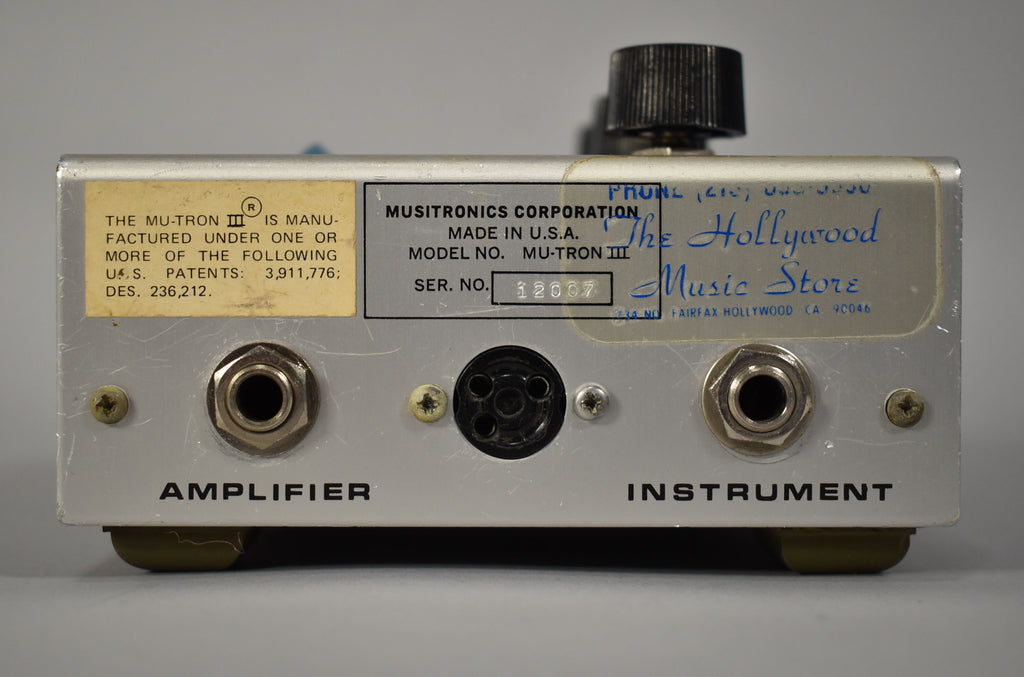 THE MU-TRON III ® IS MANU-
FACTURED UNDER ONE OR
MORE OF THE FOLLOWING
U.S. PATENTS: 3,911,776;
DES. 236,212.
MUSITRONICS CORPORATION
MADE IN U.S.A.
MODEL NO. MU-TRON III
SER. NO. 12007
PHONE
The Hollywood
Music Store
NO. FAIRFAX HOLLYWOOD CA 90046
AMPLIFIER
INSTRUMENT